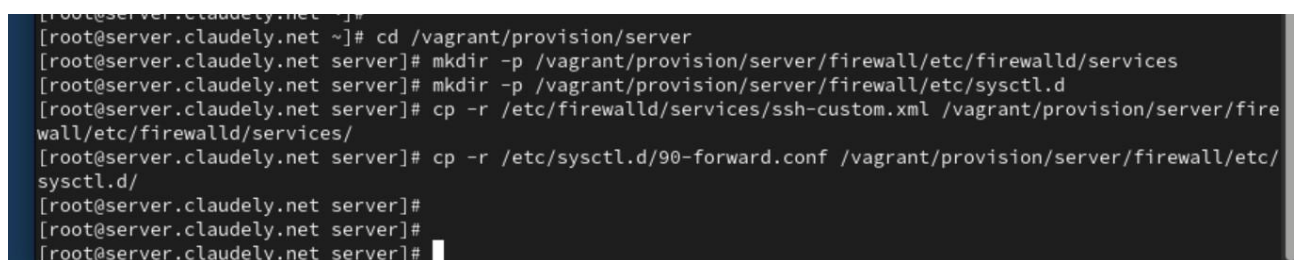 [root@server.claudely.net ~]#
[root@server.claudely.net ~]# cd /vagrant/provision/server
[root@server.claudely.net server]# mkdir -p /vagrant/provision/server/firewall/etc/firewalld/services
[root@server.claudely.net server]# mkdir -p /vagrant/provision/server/firewall/etc/sysctl.d
[root@server.claudely.net server]# cp -r /etc/firewalld/services/ssh-custom.xml /vagrant/provision/server/fire
wall/etc/firewalld/services/
[root@server.claudely.net server]# cp -r /etc/sysctl.d/90-forward.conf /vagrant/provision/server/firewall/etc/
sysctl.d/
[root@server.claudely.net server]#
[root@server.claudely.net server]#
[root@server.claudely.net server]#